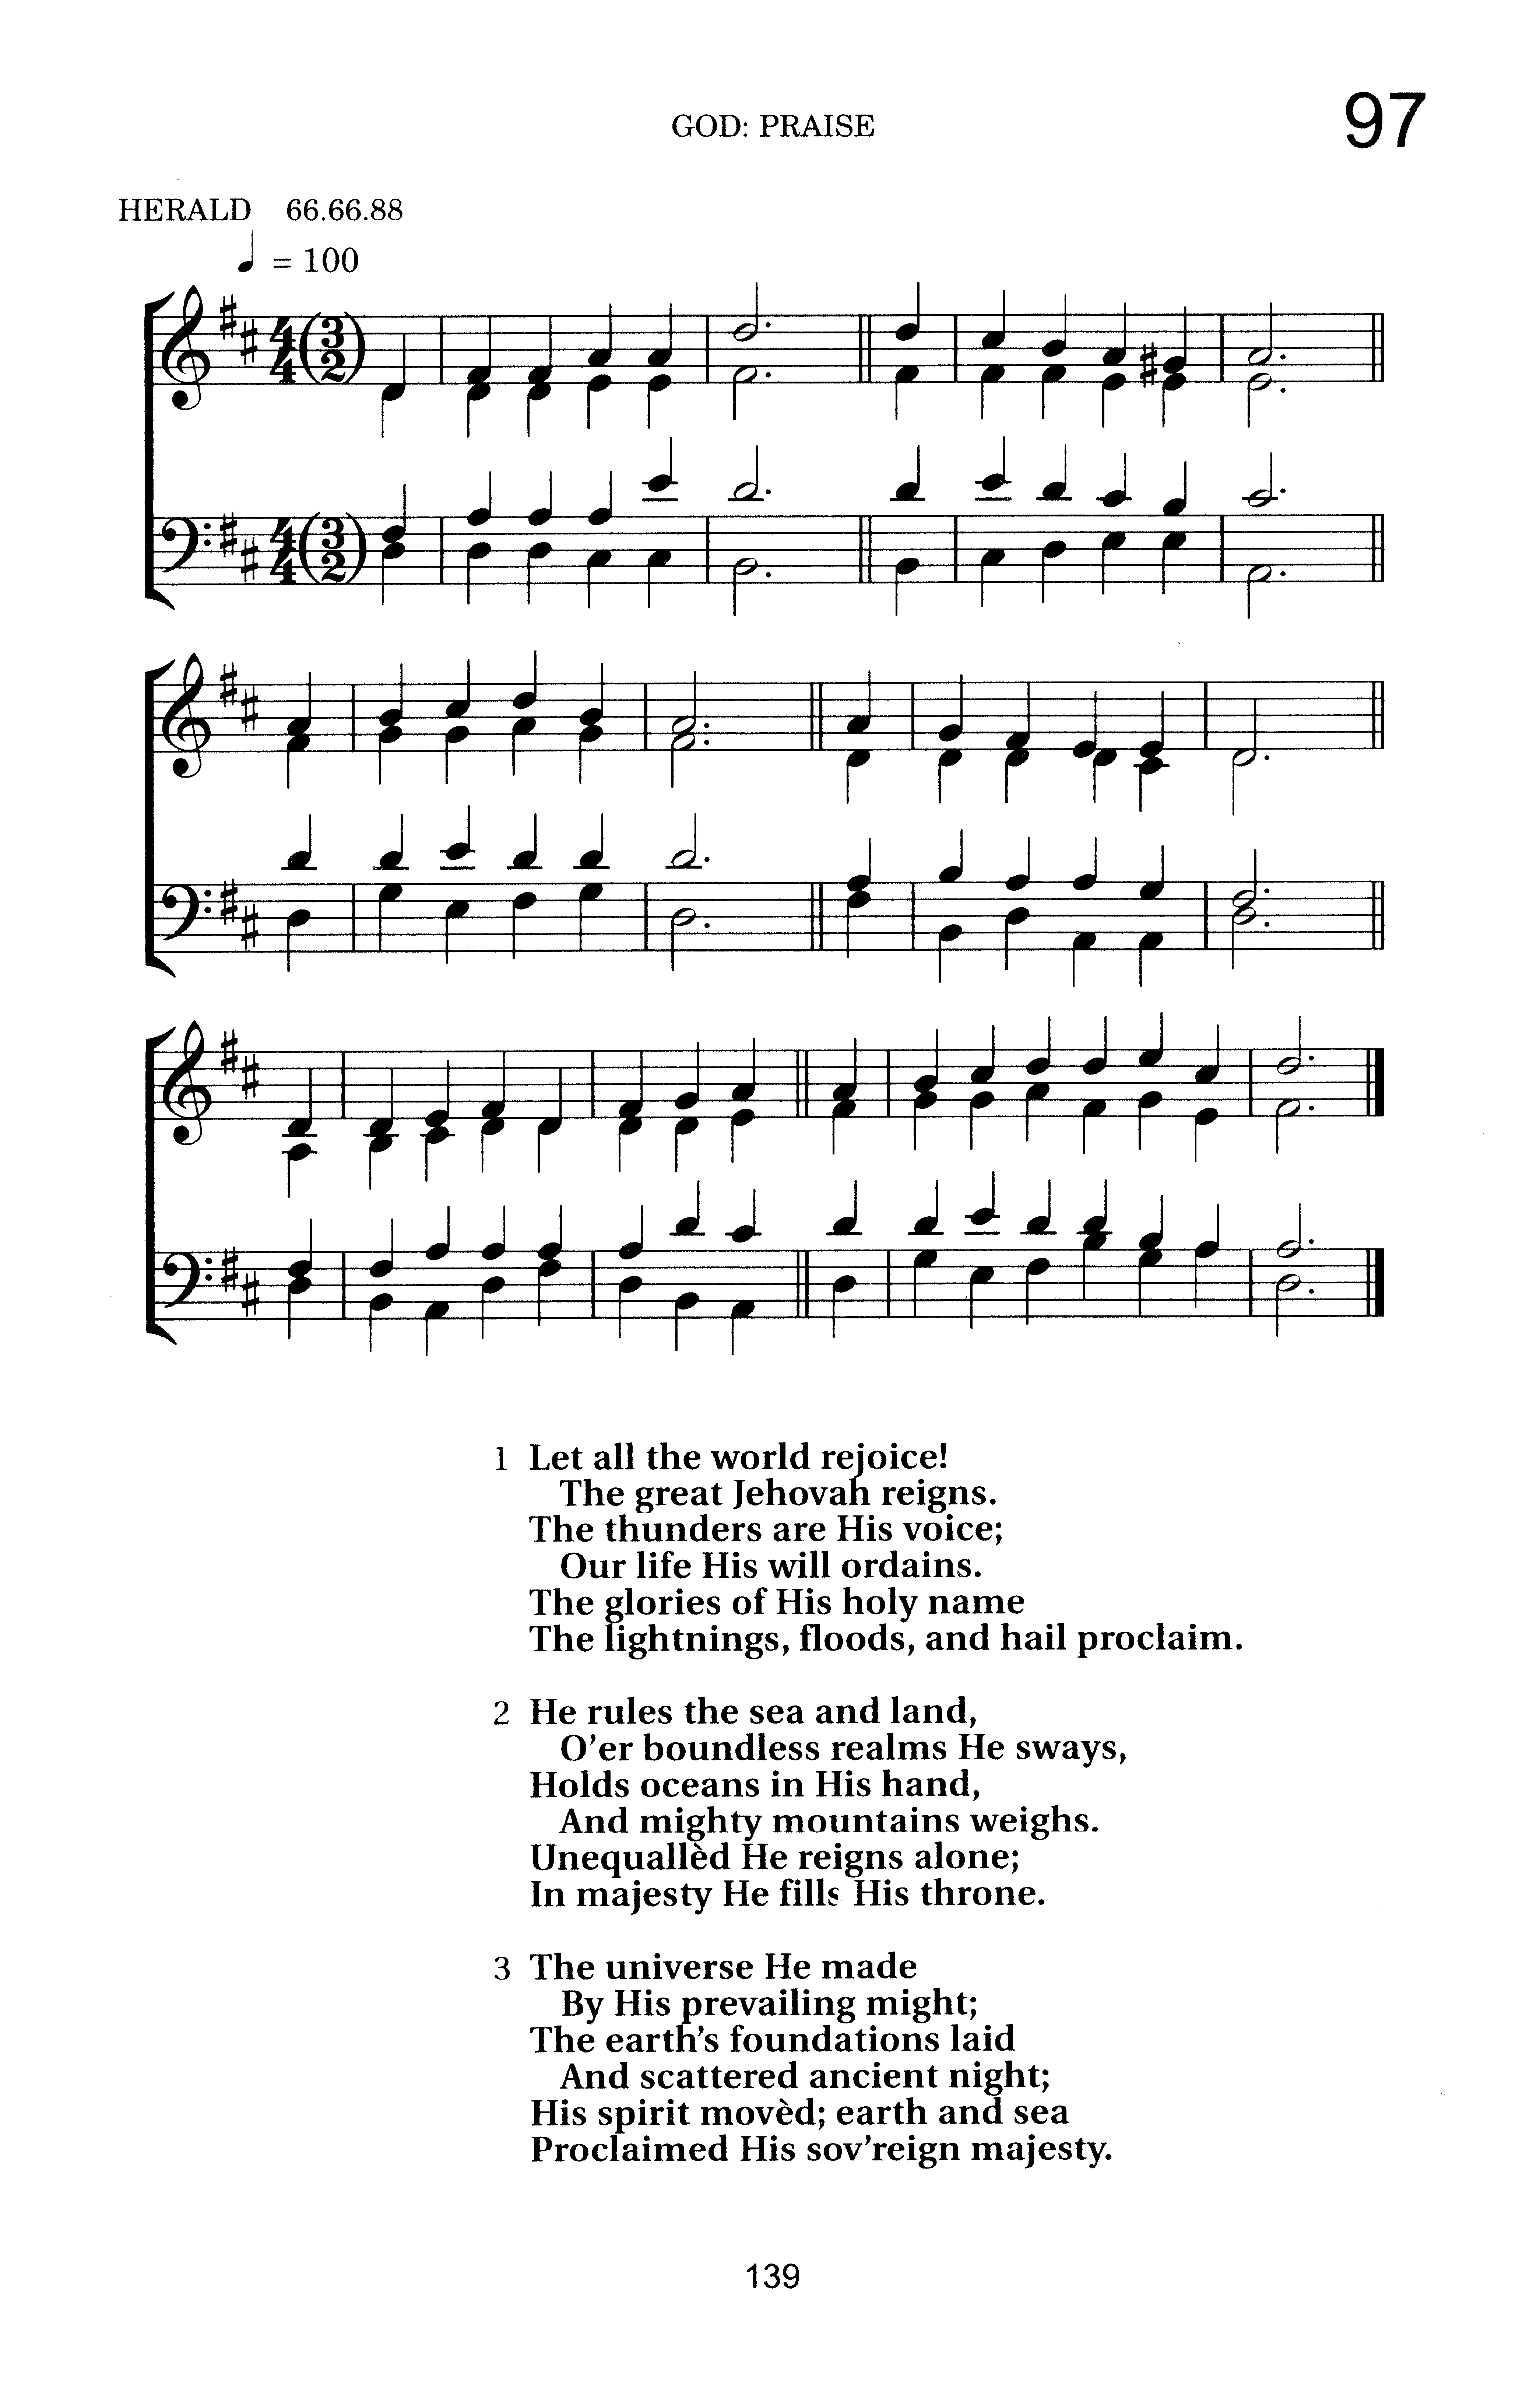 GOD: PRAISE
97
HERALD 66.66.88
♩ = 100
1 Let all the world rejoice!
The great Jehovah reigns.
The thunders are His voice;
Our life His will ordains.
The glories of His holy name
The lightnings, floods, and hail proclaim.
2 He rules the sea and land,
O’er boundless realms He sways,
Holds oceans in His hand,
And mighty mountains weighs.
Unequallèd He reigns alone;
In majesty He fills His throne.
3 The universe He made
By His prevailing might;
The earth’s foundations laid
And scattered ancient night;
His spirit movèd; earth and sea
Proclaimed His sov’reign majesty.
139